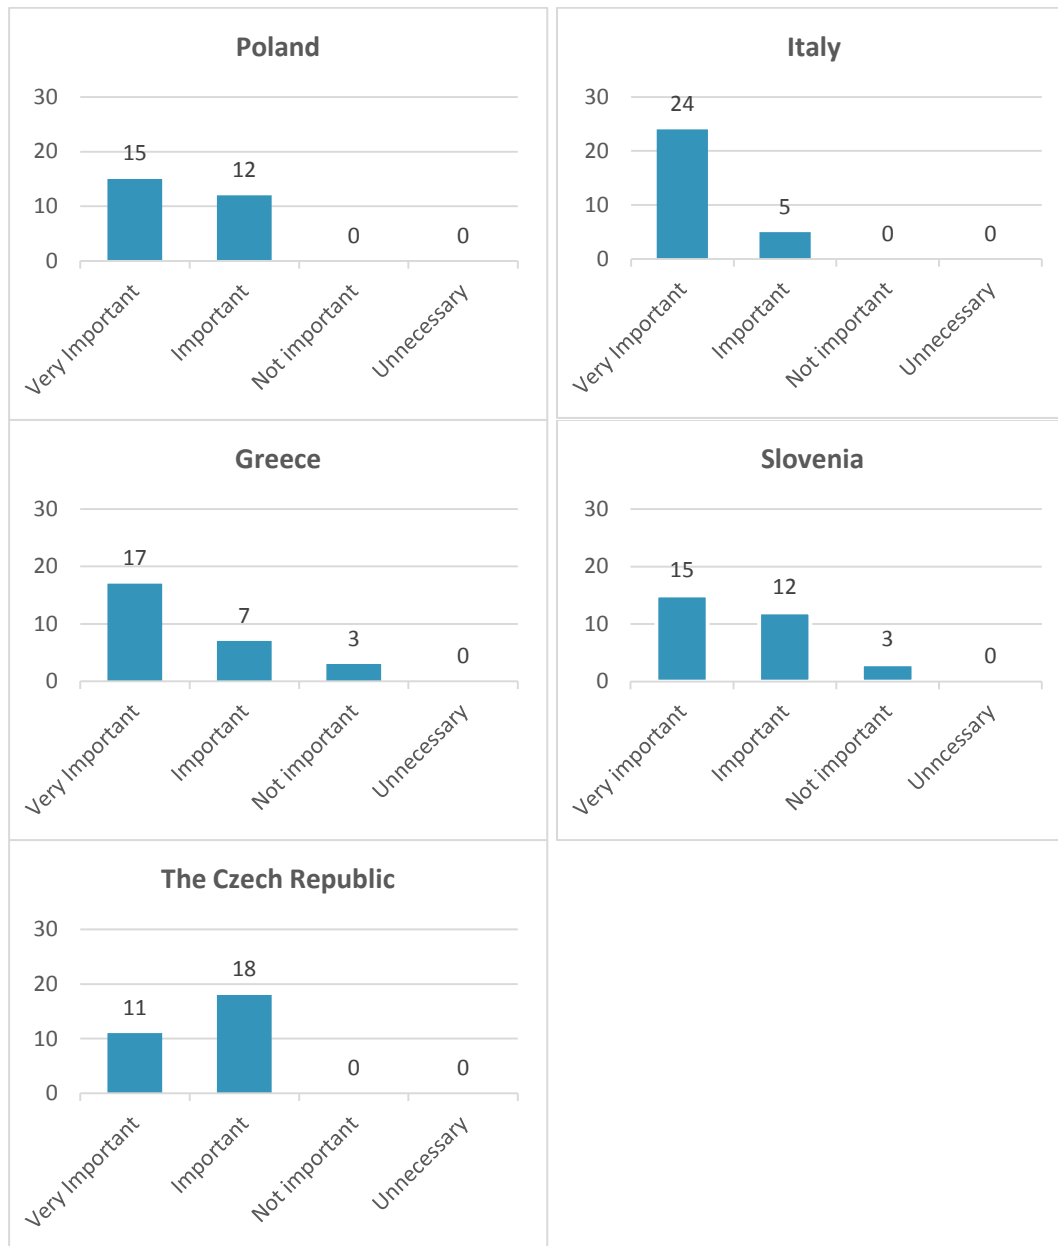 Poland
30
20
10
0
15
12
0
0
Very Important
Important
Not important
Unnecessary
Italy
30
20
10
0
24
5
0
0
Very Important
Important
Not important
Unnecessary
Greece
30
20
10
0
17
7
3
0
Very Important
Important
Not important
Unnecessary
Slovenia
30
20
10
0
15
12
3
0
Very important
Important
Not important
Unncessary
The Czech Republic
30
20
10
0
11
18
0
0
Very Important
Important
Not important
Unnecessary